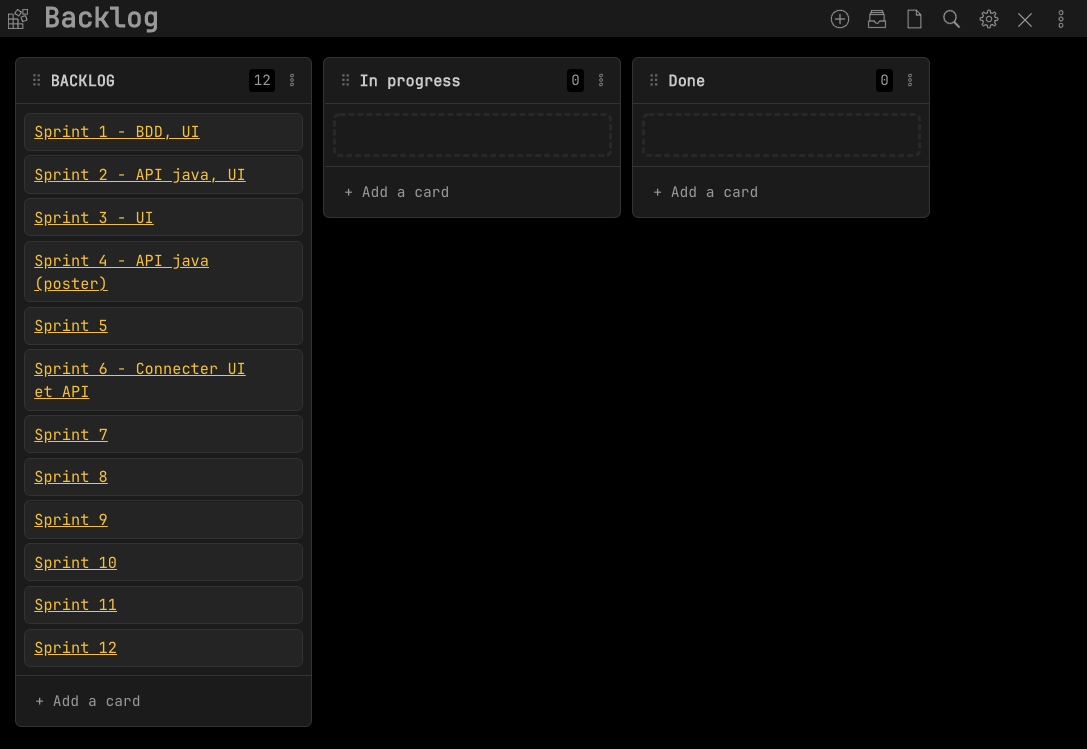 Backlog
BACKLOG 12
Sprint 1 - BDD, UI
Sprint 2 - API java, UI
Sprint 3 - UI
Sprint 4 - API java
(poster)
Sprint 5
Sprint 6 - Connecter UI
et API
Sprint 7
Sprint 8
Sprint 9
Sprint 10
Sprint 11
Sprint 12
+ Add a card
In progress 0
+ Add a card
Done 0
+ Add a card